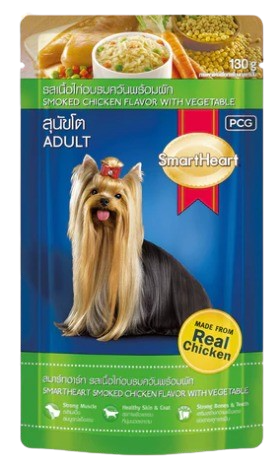 130 g
รสเนื้อไก่อบรมควันพร้อมผัก
SMOKED CHICKEN FLAVOR WITH VEGETABLE
สุนัขโต
ADULT
PCG
SmartHeart
MADE FROM
Real
Chicken
สมาร์ทฮาร์ท รสเนื้อไก่อบรมควันพร้อมผัก
SMARTHEART SMOKED CHICKEN FLAVOR WITH VEGETABLE
Strong Muscle
Healthy Skin & Coat
Strong Bones & Teeth